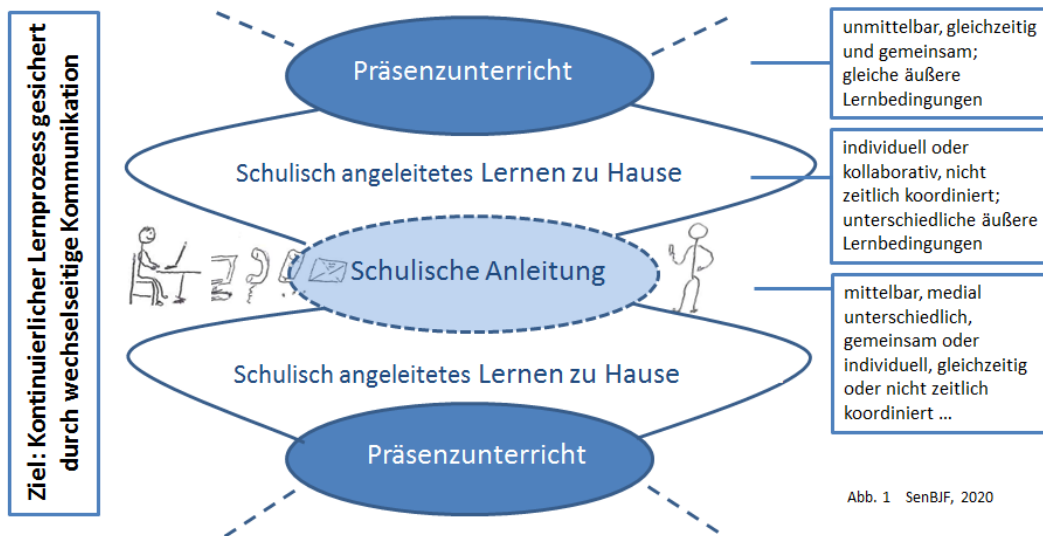 Ziel: Kontinuierlicher Lernprozess gesichert
durch wechselseitige Kommunikation
Präsenzunterricht
unmittelbar, gleichzeitig
und gemeinsam;
gleiche äußere
Lernbedingungen
Schulisch angeleitetes Lernen zu Hause
individuell oder
kollaborativ, nicht
zeitlich koordiniert;
unterschiedliche äußere
Lernbedingungen
Schulische Anleitung
mittelbar, medial
unterschiedlich,
gemeinsam oder
individuell, gleichzeitig
oder nicht zeitlich
koordiniert ...
Schulisch angeleitetes Lernen zu Hause
Präsenzunterricht
Abb. 1 SenBJF, 2020